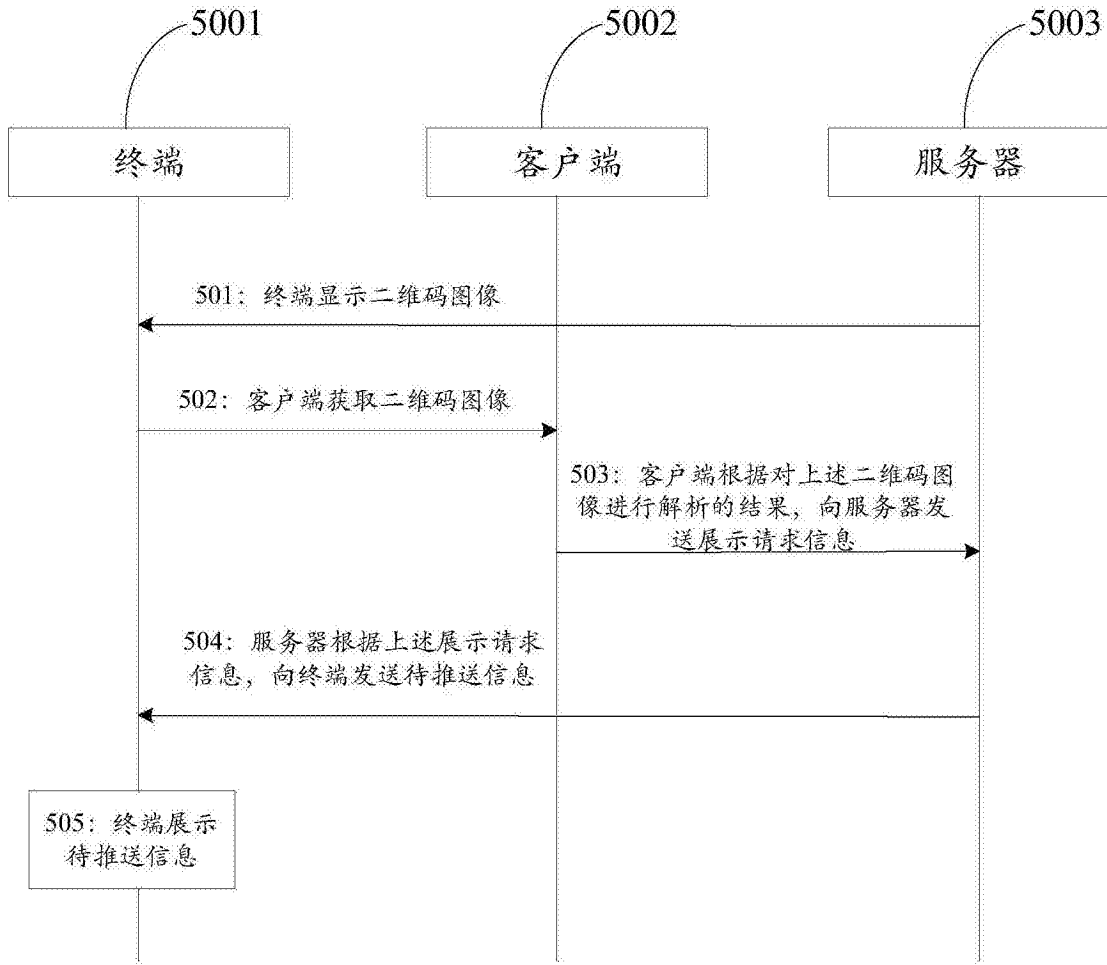 5001
5002
5003
终端
客户端
服务器
501：终端显示二维码图像
502：客户端获取二维码图像
503：客户端根据对上述二维码图
像进行解析的结果，向服务器发
送展示请求信息
504：服务器根据上述展示请求
信息，向终端发送待推送信息
505：终端展示
待推送信息